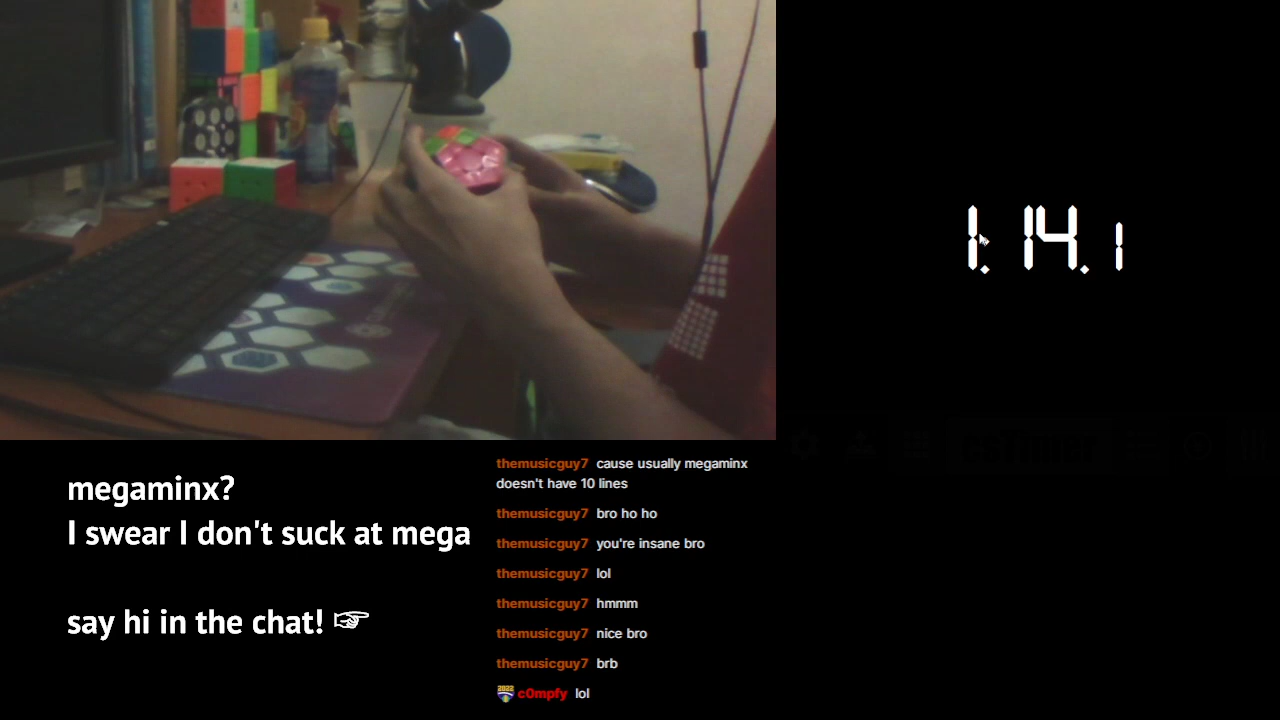 1:14.1
csTimer
megaminx?
I swear I don't suck at mega
say hi in the chat! ☞
themusicguy7 cause usually megaminx
doesn't have 10 lines
themusicguy7 bro ho ho
themusicguy7 you're insane bro
themusicguy7 lol
themusicguy7 hmmm
themusicguy7 nice bro
themusicguy7 brb
c0mpfy lol